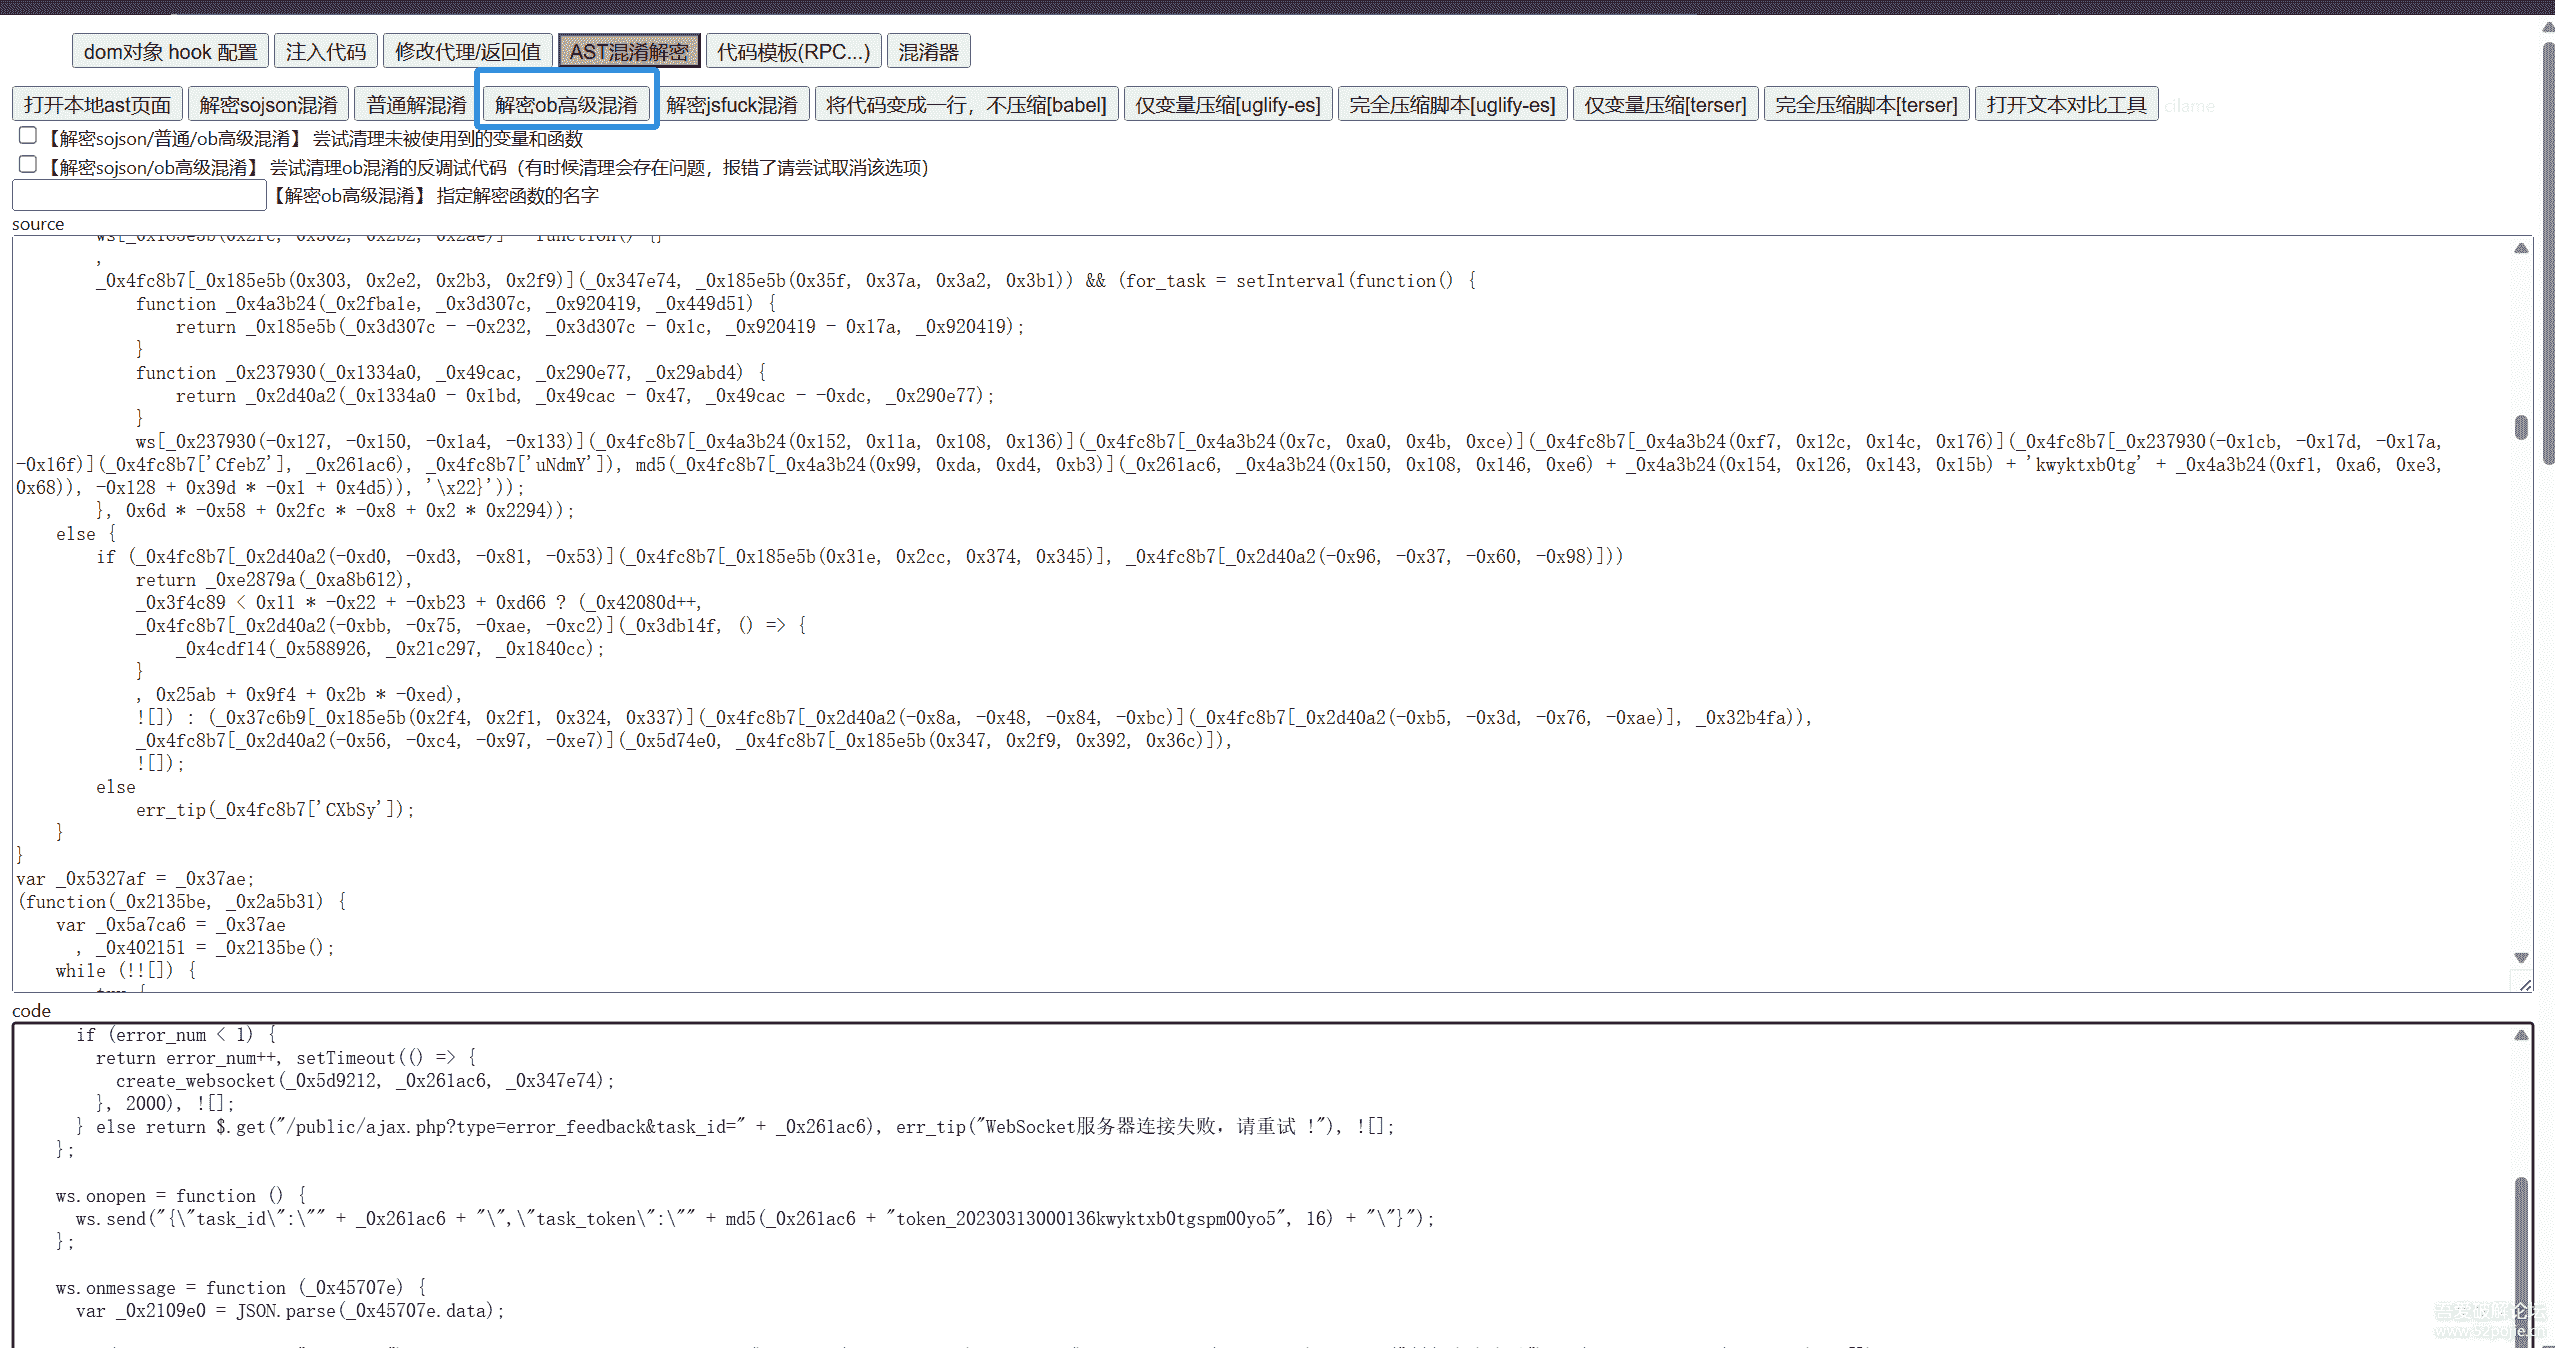 dom对象 hook 配置 注入代码 修改代理/返回值 AST混淆解密 代码模板(RPC...) 混淆器
打开本地ast页面 解密sojson混淆 普通解混淆 解密ob高级混淆 解密jsfuck混淆 将代码变成一行，不压缩[babel] 仅变量压缩[uglify-es] 完全压缩脚本[uglify-es] 仅变量压缩[terser] 完全压缩脚本[terser] 打开文本对比工具 cilame
【解密sojson/普通/ob高级混淆】 尝试清理未被使用到的变量和函数
【解密sojson/ob高级混淆】 尝试清理ob混淆的反调试代码（有时候清理会存在问题，报错了请尝试取消该选项）
【解密ob高级混淆】 指定解密函数的名字
source
ws[_0x185e5b(0x2fc, 0x302, 0x2b2, 0x2ae)] = function() {}
,
_0x4fc8b7[_0x185e5b(0x303, 0x2e2, 0x2b3, 0x2f9)](_0x347e74, _0x185e5b(0x35f, 0x37a, 0x3a2, 0x3b1)) && (for_task = setInterval(function() {
function _0x4a3b24(_0x2fba1e, _0x3d307c, _0x920419, _0x449d51) {
return _0x185e5b(_0x3d307c - -0x232, _0x3d307c - 0x1c, _0x920419 - 0x17a, _0x920419);
}
function _0x237930(_0x1334a0, _0x49cac, _0x290e77, _0x29abd4) {
return _0x2d40a2(_0x1334a0 - 0x1bd, _0x49cac - 0x47, _0x49cac - -0xdc, _0x290e77);
}
ws[_0x237930(-0x127, -0x150, -0x1a4, -0x133)](_0x4fc8b7[_0x4a3b24(0x152, 0x11a, 0x108, 0x136)](_0x4fc8b7[_0x4a3b24(0x7c, 0xa0, 0x4b, 0xce)](_0x4fc8b7[_0x4a3b24(0xf7, 0x12c, 0x14c, 0x176)](_0x4fc8b7[_0x237930(-0x1cb, -0x17d, -0x17a,
-0x16f)](_0x4fc8b7['CfebZ'], _0x261ac6), _0x4fc8b7['uNdmY']), md5(_0x4fc8b7[_0x4a3b24(0x99, 0xda, 0xd4, 0xb3)](_0x261ac6, _0x4a3b24(0x150, 0x108, 0x146, 0xe6) + _0x4a3b24(0x154, 0x126, 0x143, 0x15b) + 'kwyktxb0tg' + _0x4a3b24(0xf1, 0xa6, 0xe3,
0x68)), -0x128 + 0x39d * -0x1 + 0x4d5)), '\x22}'));
}, 0x6d * -0x58 + 0x2fc * -0x8 + 0x2 * 0x2294));
else {
if (_0x4fc8b7[_0x2d40a2(-0xd0, -0xd3, -0x81, -0x53)](_0x4fc8b7[_0x185e5b(0x31e, 0x2cc, 0x374, 0x345)], _0x4fc8b7[_0x2d40a2(-0x96, -0x37, -0x60, -0x98)]))
return _0xe2879a(_0xa8b612),
_0x3f4c89 < 0x11 * -0x22 + -0xb23 + 0xd66 ? (_0x42080d++,
_0x4fc8b7[_0x2d40a2(-0xbb, -0x75, -0xae, -0xc2)](_0x3db14f, () => {
_0x4cdf14(_0x588926, _0x21c297, _0x1840cc);
}
, 0x25ab + 0x9f4 + 0x2b * -0xed),
![]) : (_0x37c6b9[_0x185e5b(0x2f4, 0x2f1, 0x324, 0x337)](_0x4fc8b7[_0x2d40a2(-0x8a, -0x48, -0x84, -0xbc)](_0x4fc8b7[_0x2d40a2(-0xb5, -0x3d, -0x76, -0xae)], _0x32b4fa)),
_0x4fc8b7[_0x2d40a2(-0x56, -0xc4, -0x97, -0xe7)](_0x5d74e0, _0x4fc8b7[_0x185e5b(0x347, 0x2f9, 0x392, 0x36c)]),
![]);
else
err_tip(_0x4fc8b7['CXbSy']);
}
}
var _0x5327af = _0x37ae;
(function(_0x2135be, _0x2a5b31) {
var _0x5a7ca6 = _0x37ae
, _0x402151 = _0x2135be();
while (!![]) {
try {
code
if (error_num < 1) {
return error_num++, setTimeout(() => {
create_websocket(_0x5d9212, _0x261ac6, _0x347e74);
}, 2000), ![];
} else return $.get("/public/ajax.php?type=error_feedback&task_id=" + _0x261ac6), err_tip("WebSocket服务器连接失败，请重试 !"), ![];
};
ws.onopen = function () {
ws.send("{\"task_id\":\"" + _0x261ac6 + "\",\"task_token\":\"" + md5(_0x261ac6 + "token_20230313000136kwyktxb0tgspm00yo5", 16) + "\"}");
};
ws.onmessage = function (_0x45707e) {
var _0x2109e0 = JSON.parse(_0x45707e.data);
吾爱破解论坛
www.52pojie.cn